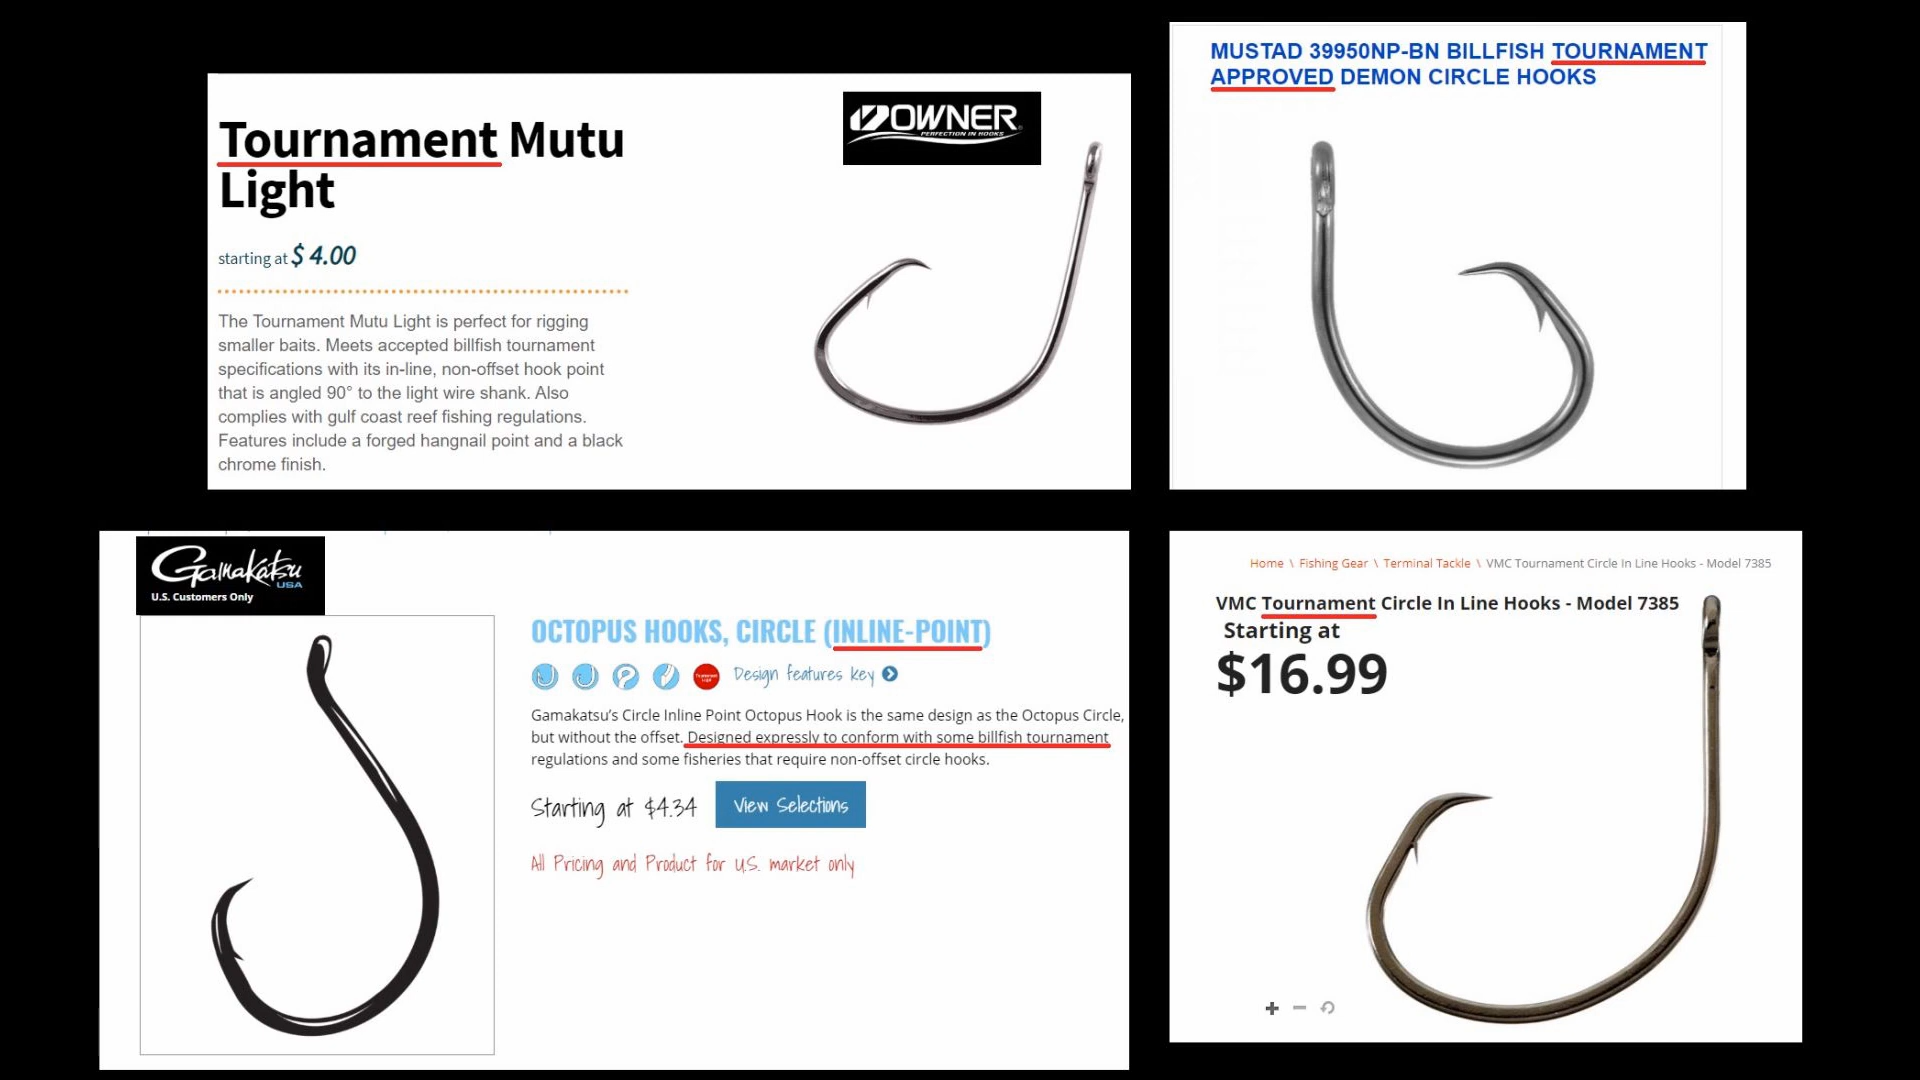 Tournament Mutu
Light
starting at $ 4.00
The Tournament Mutu Light is perfect for rigging
smaller baits. Meets accepted billfish tournament
specifications with its in-line, non-offset hook point
that is angled 90° to the light wire shank. Also
complies with gulf coast reef fishing regulations.
Features include a forged hangnail point and a black
chrome finish.
OWNER
PERFECTION IN HOOKS
MUSTAD 39950NP-BN BILLFISH TOURNAMENT
APPROVED DEMON CIRCLE HOOKS
Gamakatsu
USA
U.S. Customers Only
OCTOPUS HOOKS, CIRCLE (INLINE-POINT)
Design features key
Gamakatsu’s Circle Inline Point Octopus Hook is the same design as the Octopus Circle,
but without the offset. Designed expressly to conform with some billfish tournament
regulations and some fisheries that require non-offset circle hooks.
Starting at $4.34
View Selections
All Pricing and Product for U.S. market only
Home \ Fishing Gear \ Terminal Tackle \ VMC Tournament Circle In Line Hooks - Model 7385
VMC Tournament Circle In Line Hooks - Model 7385
Starting at
$16.99